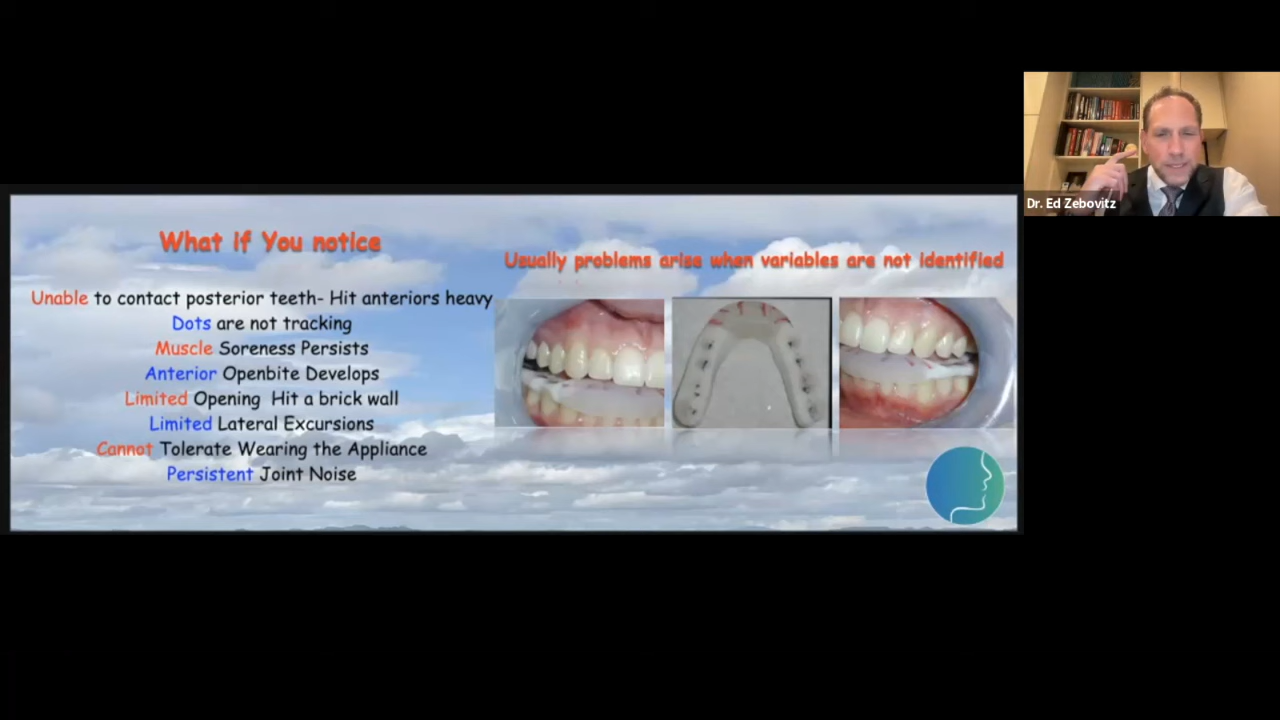 What if You notice
Unable to contact posterior teeth- Hit anteriors heavy
Dots are not tracking
Muscle Soreness Persists
Anterior Openbite Develops
Limited Opening Hit a brick wall
Limited Lateral Excursions
Cannot Tolerate Wearing the Appliance
Persistent Joint Noise
Usually problems arise when variables are not identified
Dr. Ed Zebovitz